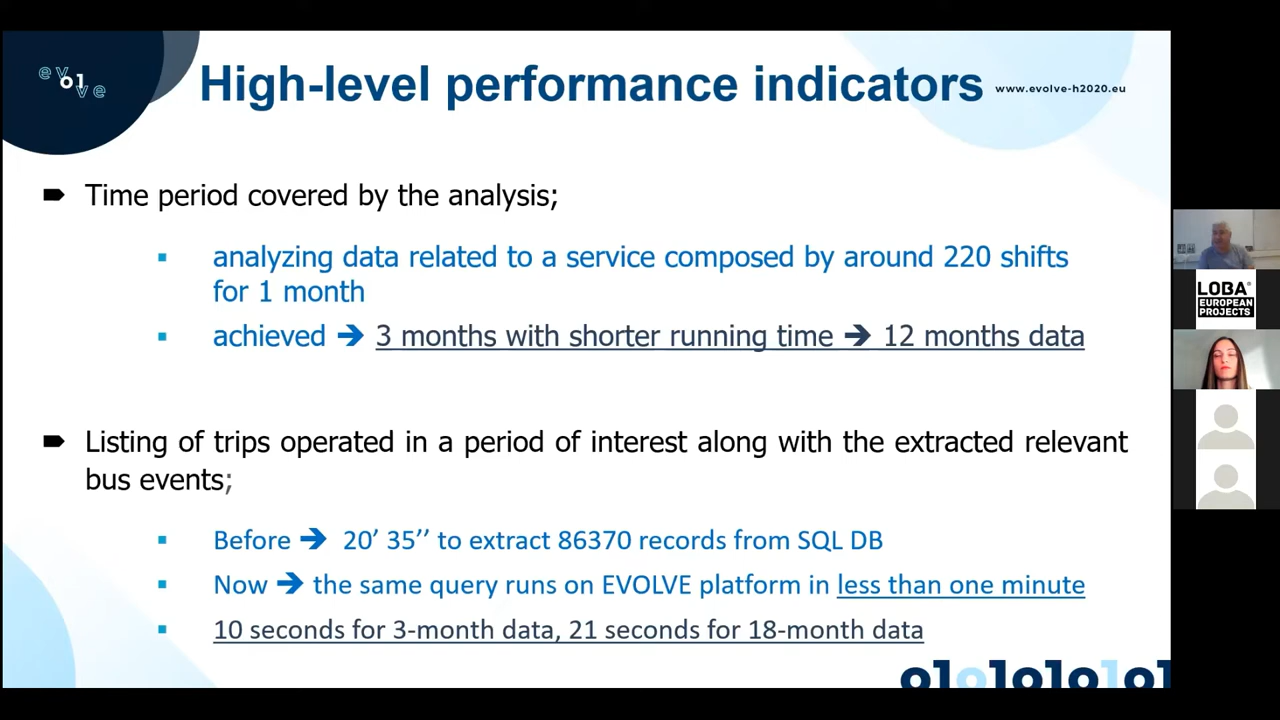 ev
01
ve
High-level performance indicators
www.evolve-h2020.eu
Time period covered by the analysis;
analyzing data related to a service composed by around 220 shifts
for 1 month
achieved ➔ 3 months with shorter running time ➔ 12 months data
Listing of trips operated in a period of interest along with the extracted relevant
bus events;
Before ➔ 20’ 35’’ to extract 86370 records from SQL DB
Now ➔ the same query runs on EVOLVE platform in less than one minute
10 seconds for 3-month data, 21 seconds for 18-month data
0101010101
LOBA®
EUROPEAN
PROJECTS